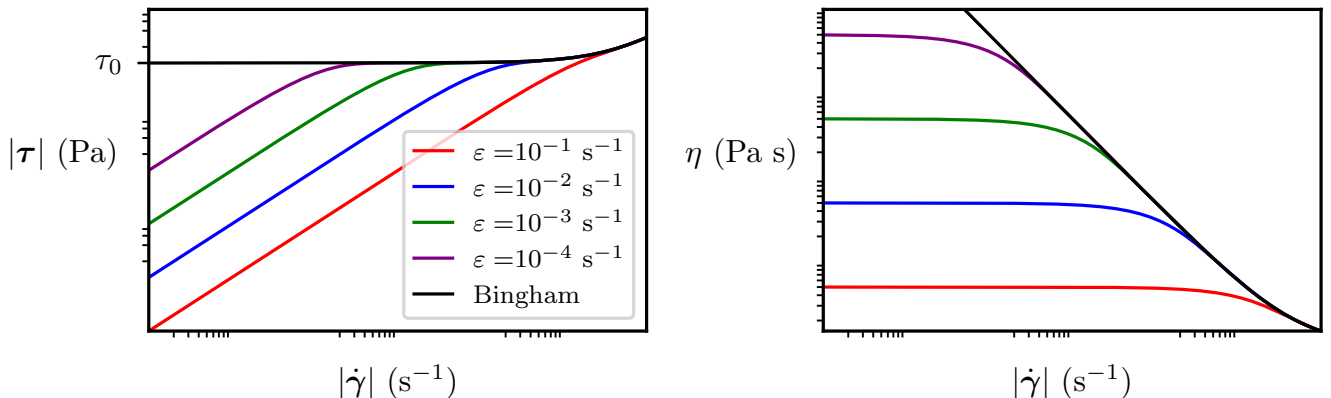 τ₀
|τ| (Pa)
ε =10⁻¹ s⁻¹
ε =10⁻² s⁻¹
ε =10⁻³ s⁻¹
ε =10⁻⁴ s⁻¹
Bingham
|γ̇| (s⁻¹)
η (Pa s)
|γ̇| (s⁻¹)